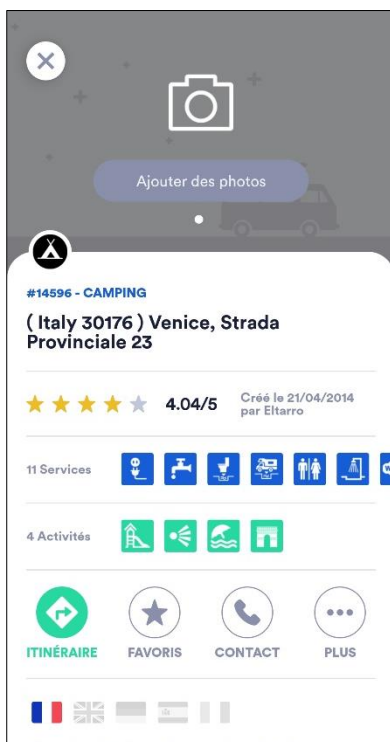 Ajouter des photos
#14596 - CAMPING
( Italy 30176 ) Venice, Strada
Provinciale 23
4.04/5
Créé le 21/04/2014
par Eltarro
11 Services
4 Activités
ITINÉRAIRE FAVORIS CONTACT PLUS